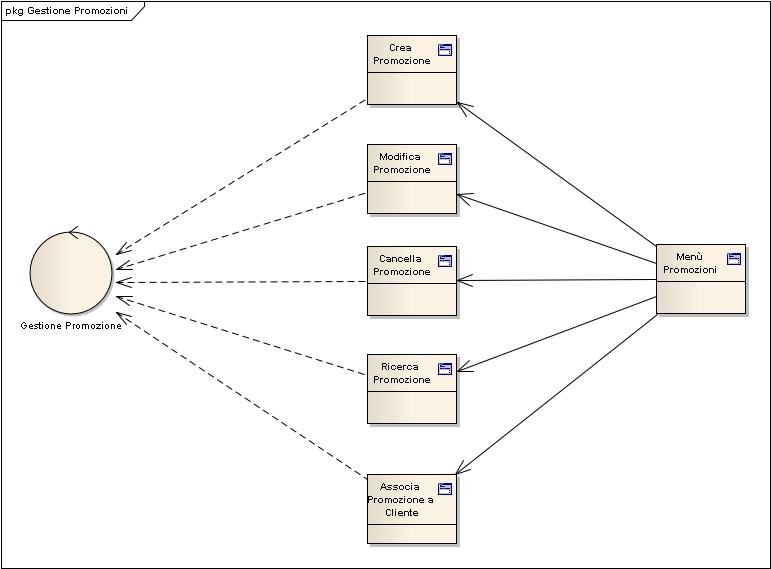 pkg Gestione Promozioni
Crea
Promozione
Modifica
Promozione
Cancella
Promozione
Menù
Promozioni
Gestione Promozione
Ricerca
Promozione
Associa
Promozione a
Cliente